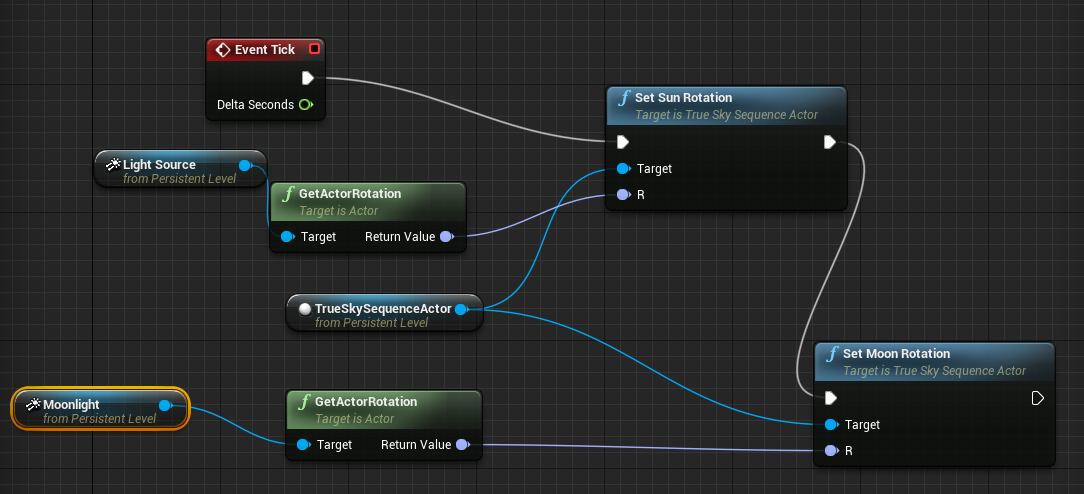 Event Tick
Delta Seconds
Set Sun Rotation
Target is True Sky Sequence Actor
Target
R
Light Source
from Persistent Level
GetActorRotation
Target is Actor
Target Return Value
TrueSkySequenceActor
from Persistent Level
Set Moon Rotation
Target is True Sky Sequence Actor
Target
R
Moonlight
from Persistent Level
GetActorRotation
Target is Actor
Target Return Value